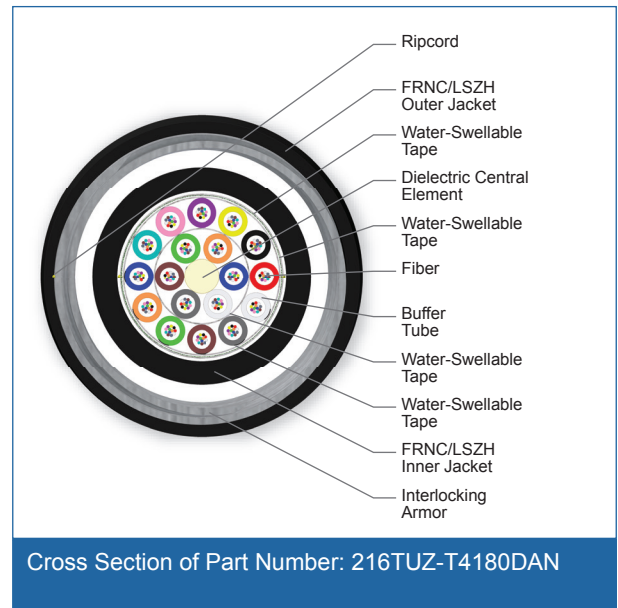 Ripcord
FRNC/LSZH
Outer Jacket
Water-Swellable
Tape
Dielectric Central
Element
Water-Swellable
Tape
Fiber
Buffer
Tube
Water-Swellable
Tape
Water-Swellable
Tape
FRNC/LSZH
Inner Jacket
Interlocking
Armor
Cross Section of Part Number: 216TUZ-T4180DAN